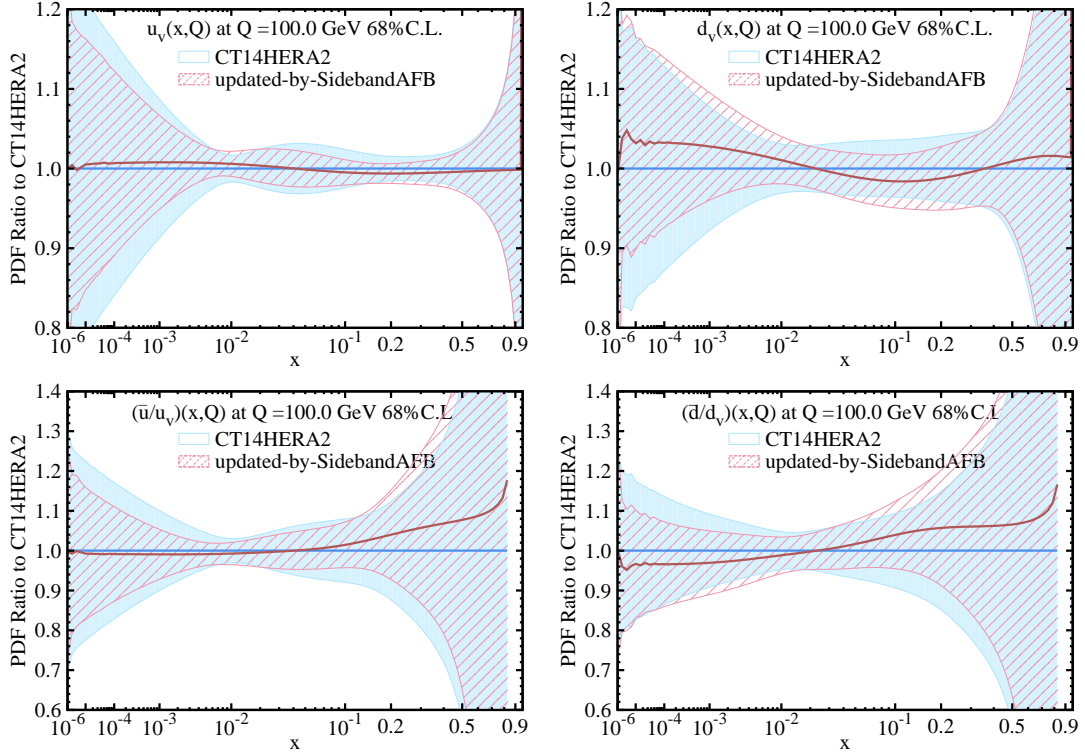 u_v(x,Q) at Q =100.0 GeV 68%C.L.
CT14HERA2
updated-by-SidebandAFB
PDF Ratio to CT14HERA2
1.2
1.1
1.0
0.9
0.8
10^-6 10^-4 10^-3 10^-2 10^-1 0.2 0.5 0.9
x
d_v(x,Q) at Q =100.0 GeV 68%C.L.
CT14HERA2
updated-by-SidebandAFB
PDF Ratio to CT14HERA2
1.2
1.1
1.0
0.9
0.8
10^-6 10^-4 10^-3 10^-2 10^-1 0.2 0.5 0.9
x
(u̅/u_v)(x,Q) at Q =100.0 GeV 68%C.L
CT14HERA2
updated-by-SidebandAFB
PDF Ratio to CT14HERA2
1.4
1.3
1.2
1.1
1.0
0.9
0.8
0.7
0.6
10^-6 10^-4 10^-3 10^-2 10^-1 0.2 0.5 0.9
x
(d̅/d_v)(x,Q) at Q =100.0 GeV 68%C.L
CT14HERA2
updated-by-SidebandAFB
PDF Ratio to CT14HERA2
1.4
1.3
1.2
1.1
1.0
0.9
0.8
0.7
0.6
10^-6 10^-4 10^-3 10^-2 10^-1 0.2 0.5 0.9
x